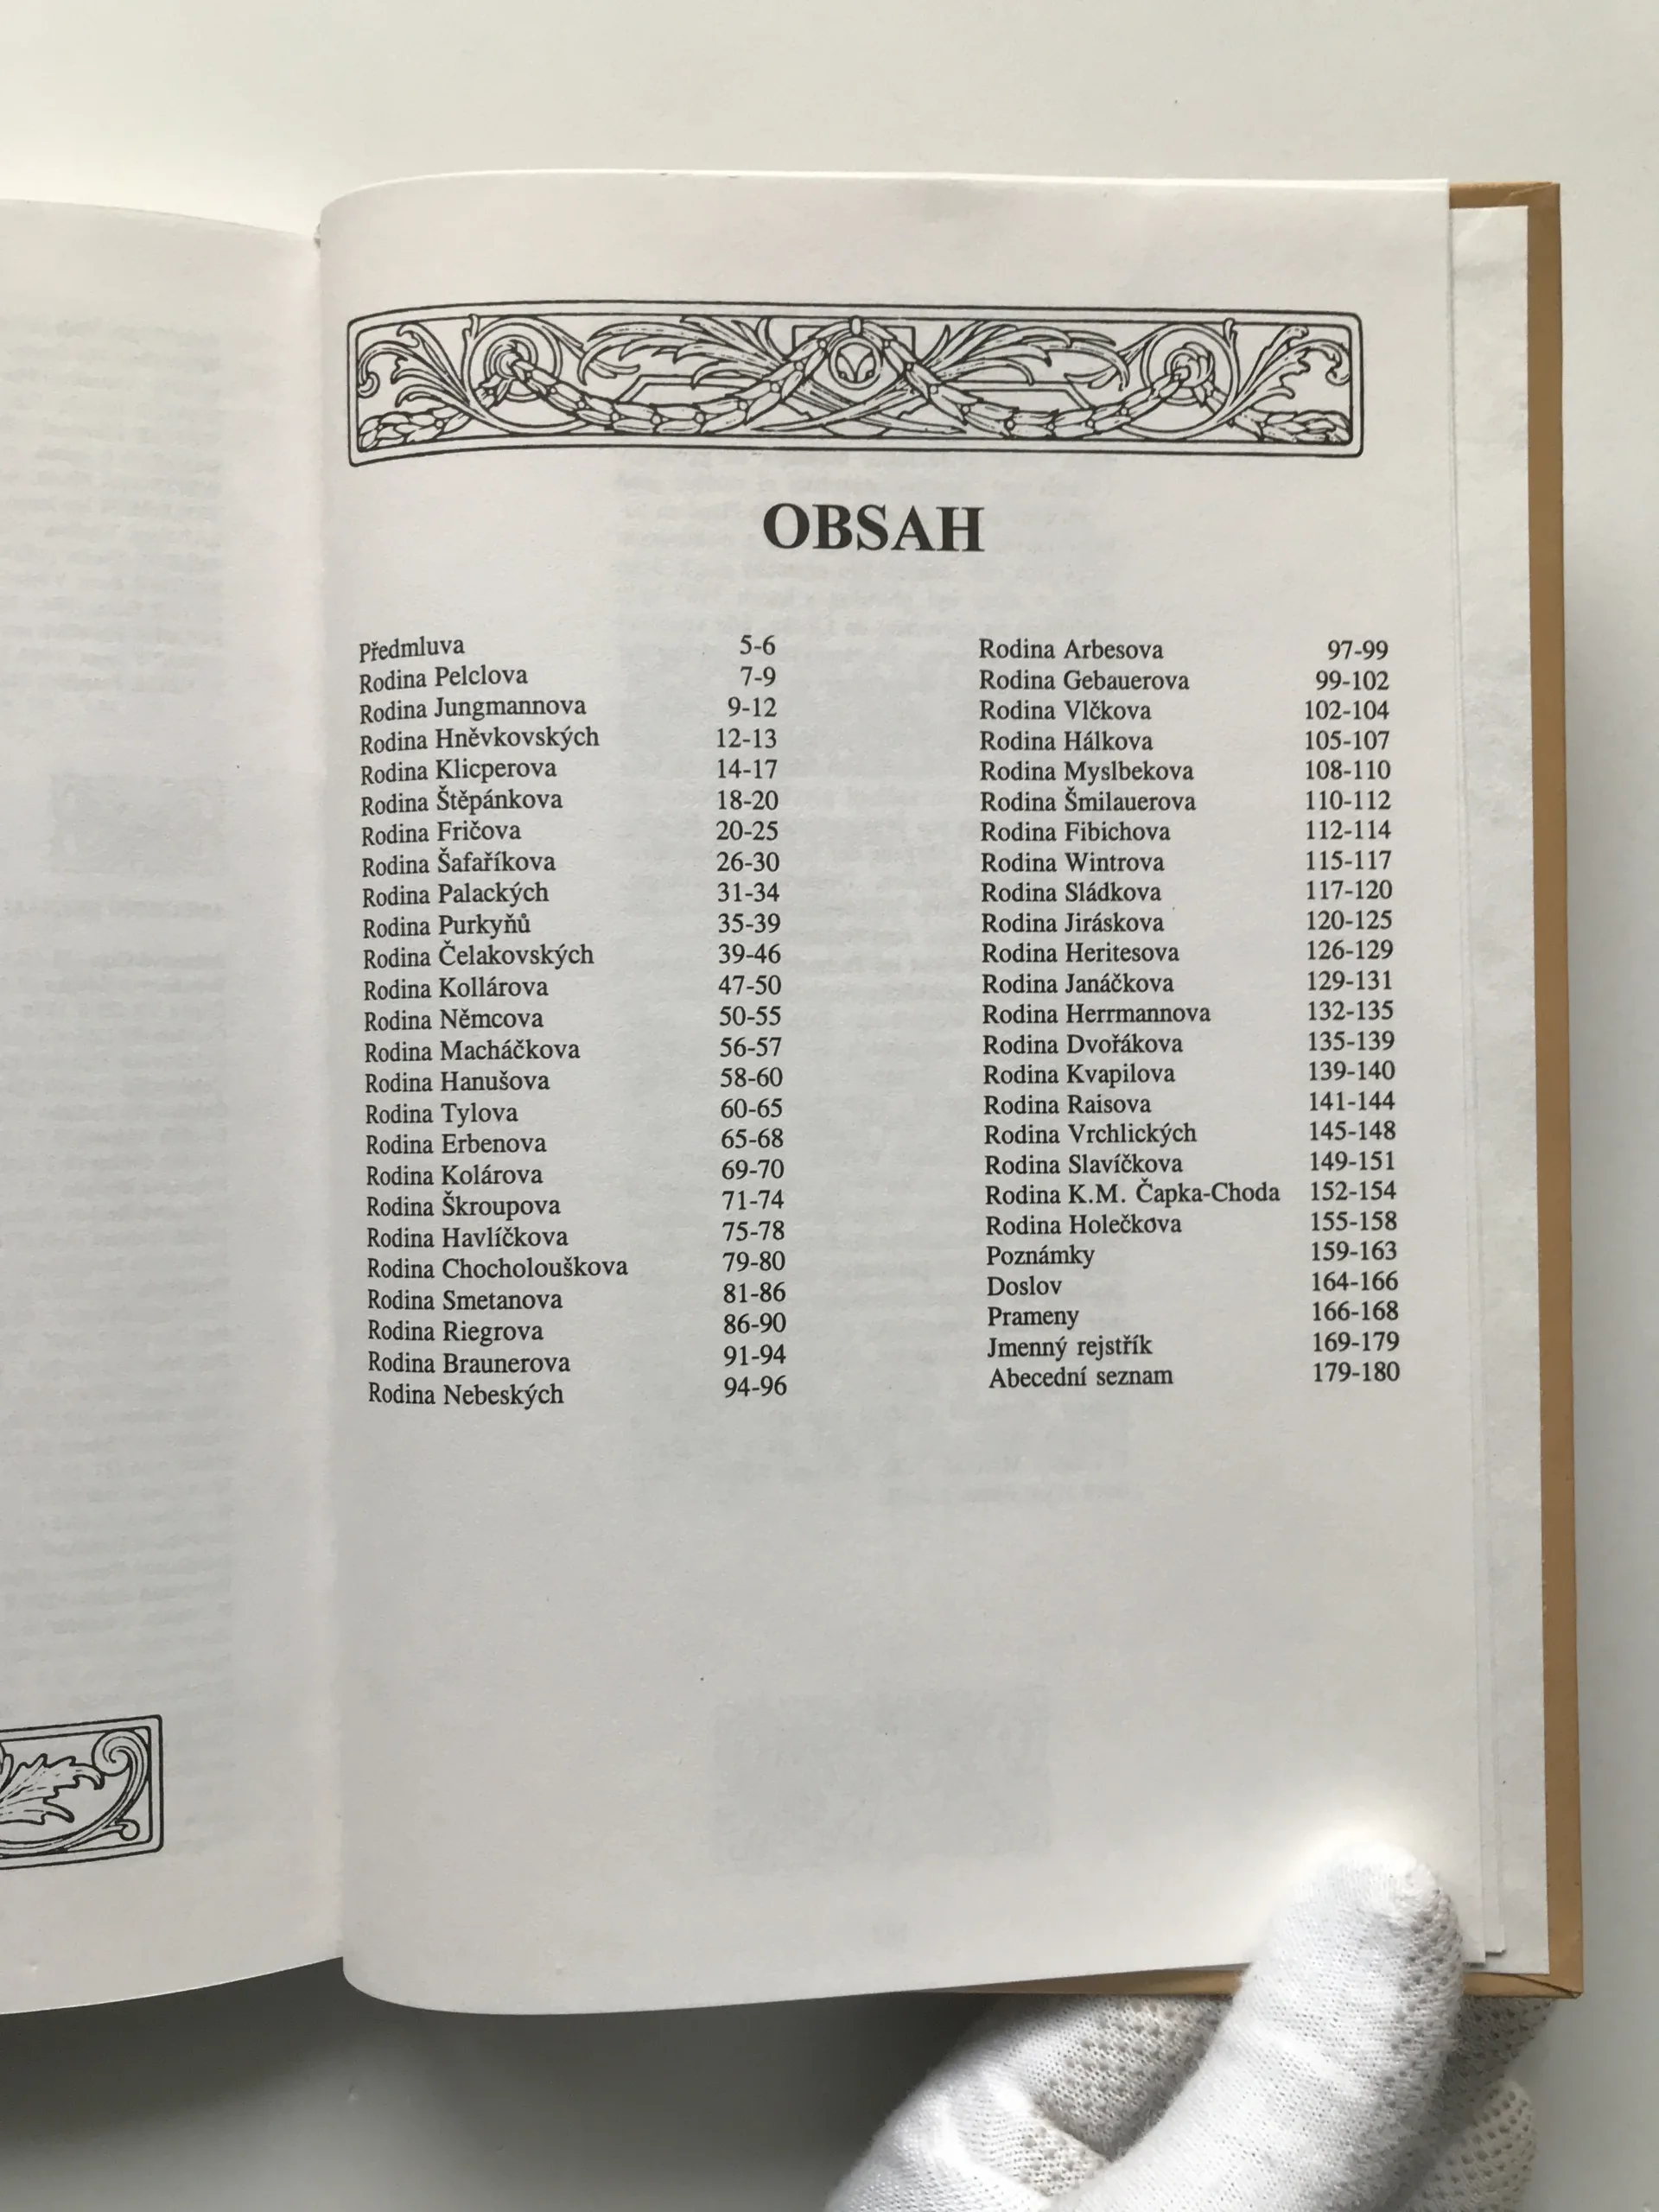 OBSAH
Předmluva 5-6
Rodina Pelclova 7-9
Rodina Jungmannova 9-12
Rodina Hněvkovských 12-13
Rodina Klicperova 14-17
Rodina Štěpánkova 18-20
Rodina Fričova 20-25
Rodina Šafaříkova 26-30
Rodina Palackých 31-34
Rodina Purkyňů 35-39
Rodina Čelakovských 39-46
Rodina Kollárova 47-50
Rodina Němcova 50-55
Rodina Macháčkova 56-57
Rodina Hanušova 58-60
Rodina Tylova 60-65
Rodina Erbenova 65-68
Rodina Kolárova 69-70
Rodina Škroupova 71-74
Rodina Havlíčkova 75-78
Rodina Chocholouškova 79-80
Rodina Smetanova 81-86
Rodina Riegrova 86-90
Rodina Braunerova 91-94
Rodina Nebeských 94-96
Rodina Arbesova 97-99
Rodina Gebauerova 99-102
Rodina Vlčkova 102-104
Rodina Hálkova 105-107
Rodina Myslbekova 108-110
Rodina Šmilauerova 110-112
Rodina Fibichova 112-114
Rodina Wintrova 115-117
Rodina Sládkova 117-120
Rodina Jiráskova 120-125
Rodina Heritesova 126-129
Rodina Janáčkova 129-131
Rodina Herrmannova 132-135
Rodina Dvořákova 135-139
Rodina Kvapilova 139-140
Rodina Raisova 141-144
Rodina Vrchlických 145-148
Rodina Slavíčkova 149-151
Rodina K.M. Čapka-Choda 152-154
Rodina Holečkova 155-158
Poznámky 159-163
Doslov 164-166
Prameny 166-168
Jmenný rejstřík 169-179
Abecední seznam 179-180